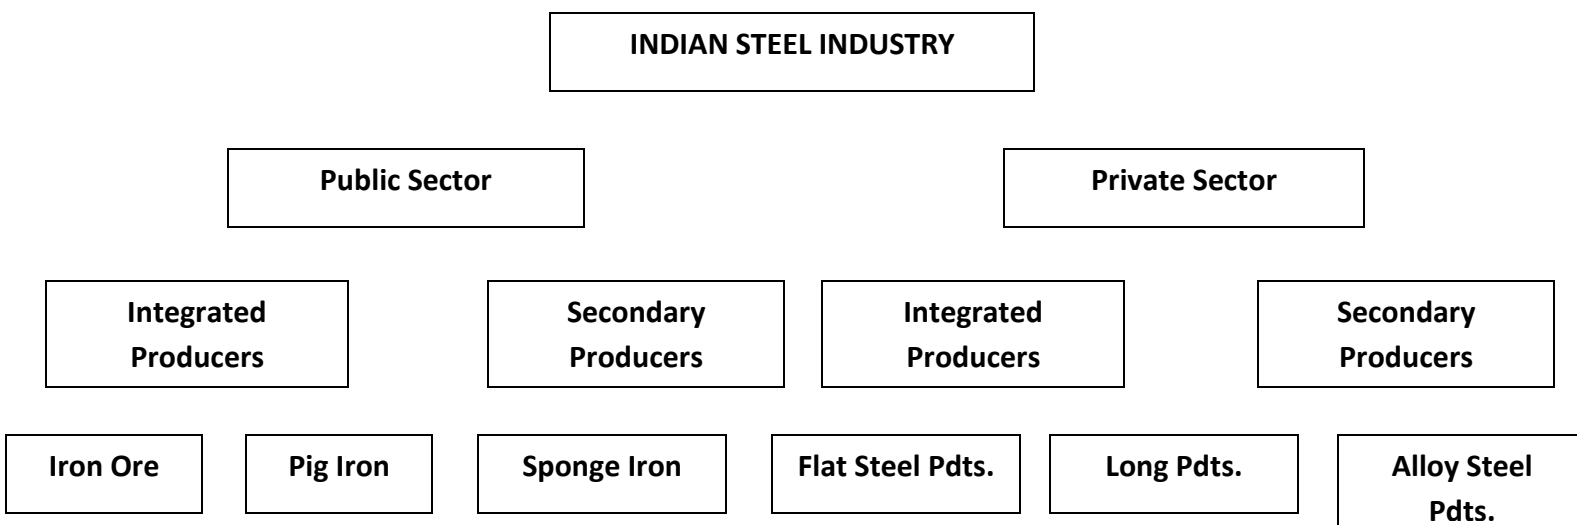 INDIAN STEEL INDUSTRY
Public Sector
Private Sector
Integrated
Producers
Secondary
Producers
Integrated
Producers
Secondary
Producers
Iron Ore
Pig Iron
Sponge Iron
Flat Steel Pdts.
Long Pdts.
Alloy Steel
Pdts.